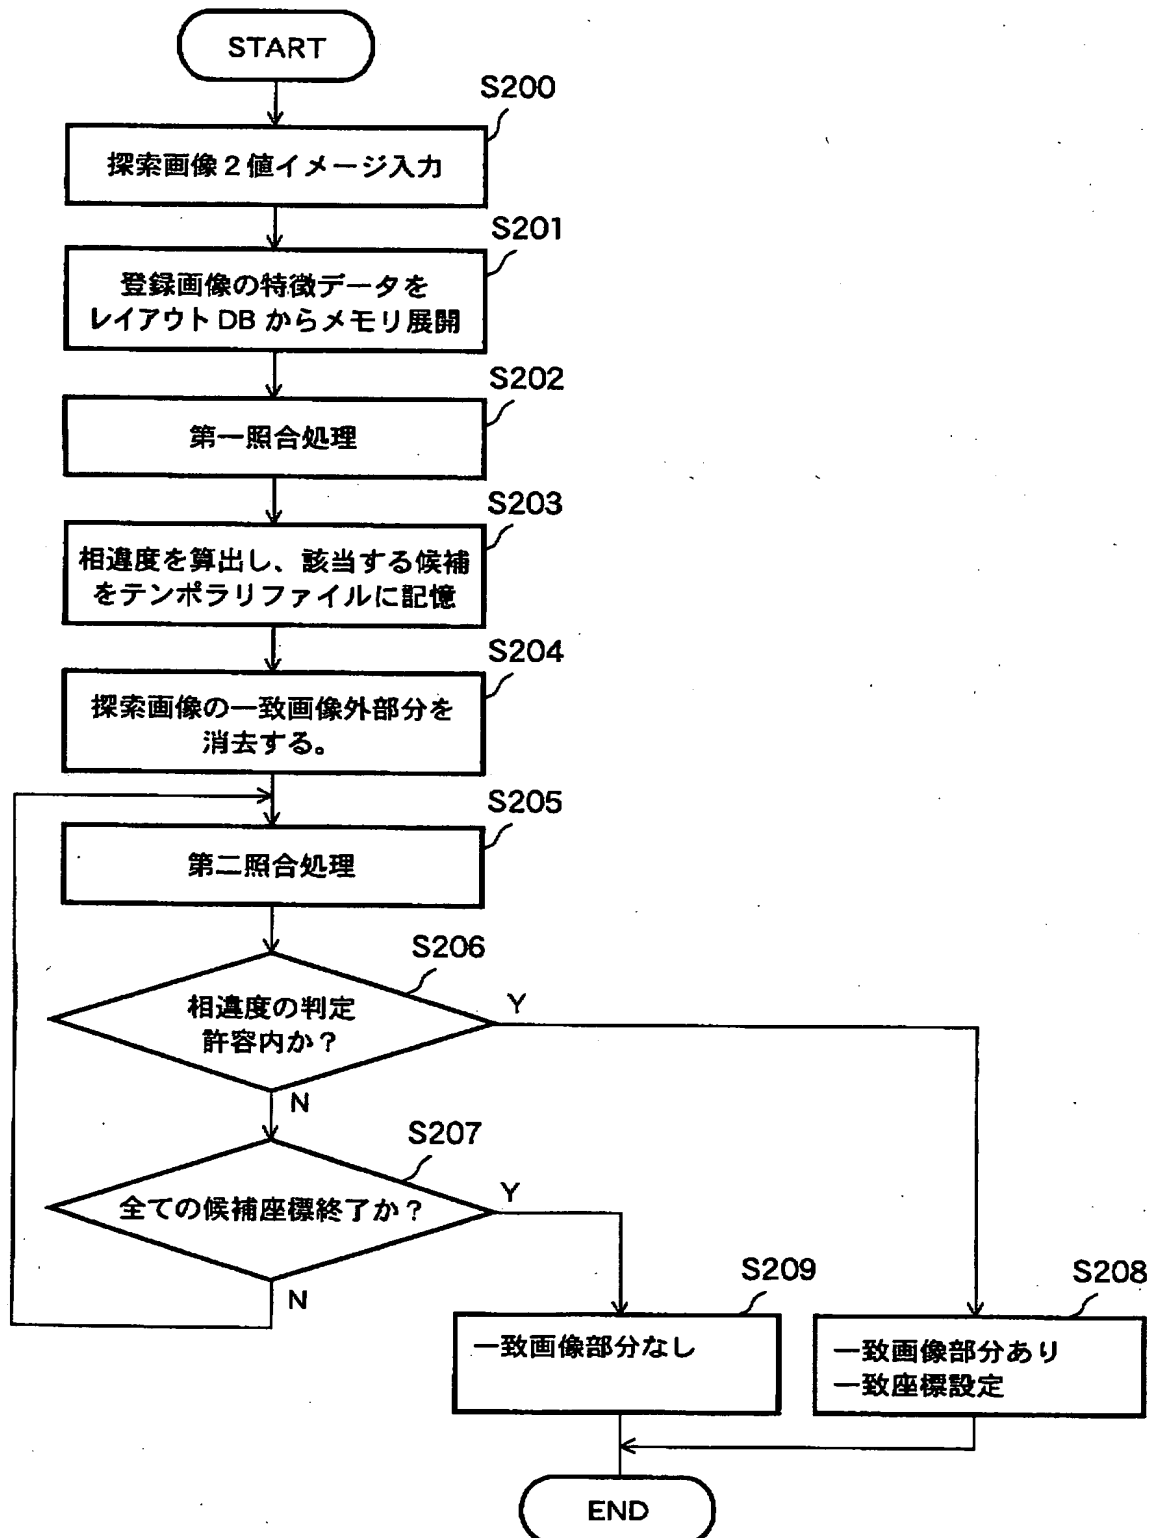 START
S200
探索画像2値イメージ入力
S201
登録画像の特徴データを
レイアウトDBからメモリ展開
S202
第一照合処理
S203
相違度を算出し、該当する候補
をテンポラリファイルに記憶
S204
探索画像の一致画像外部分を
消去する。
S205
第二照合処理
S206
相違度の判定
許容内か？
Y
N
S207
全ての候補座標終了か？
Y
N
S209
一致画像部分なし
S208
一致画像部分あり
一致座標設定
END